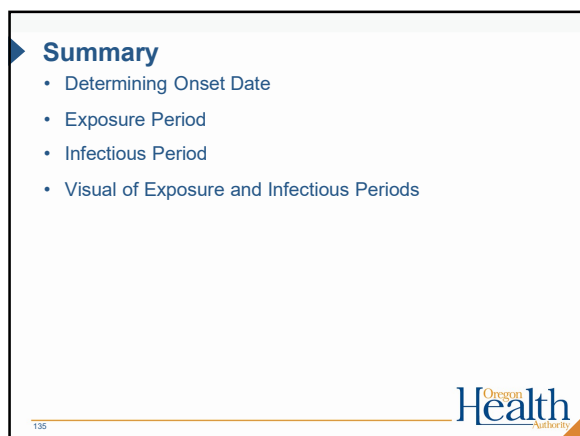 Summary
• Determining Onset Date
• Exposure Period
• Infectious Period
• Visual of Exposure and Infectious Periods
135
Oregon
Health
Authority